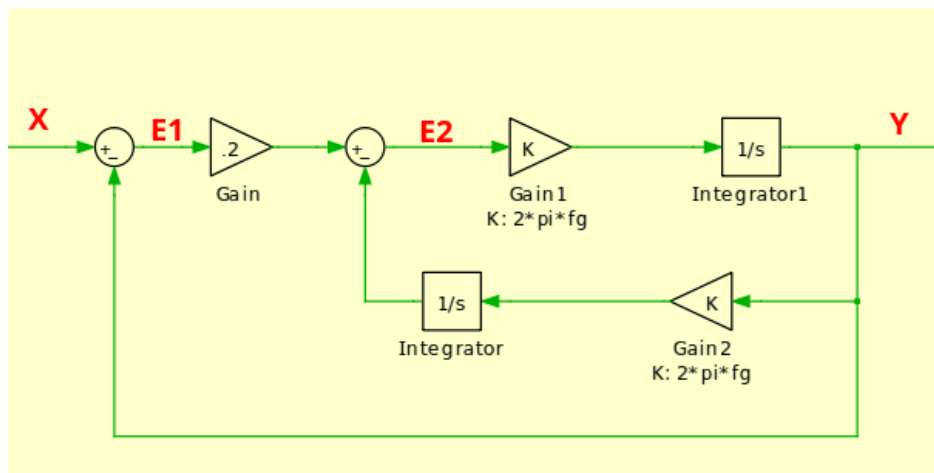 X
E1
E2
Y
+
-
.2
+
-
K
1/s
Gain
Gain1
K: 2*pi*fg
Integrator1
1/s
K
Integrator
Gain2
K: 2*pi*fg